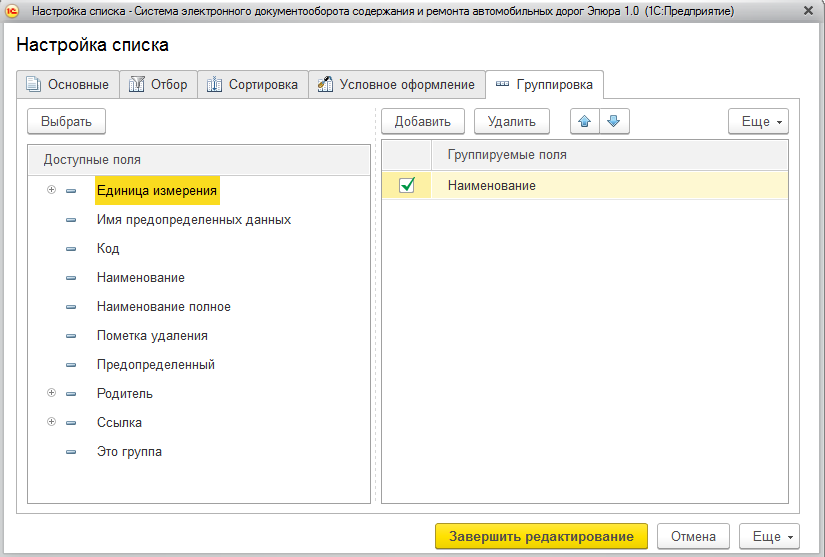 Настройка списка - Система электронного документооборота содержания и ремонта автомобильных дорог Эпюра 1.0 (1С:Предприятие)
Настройка списка
Основные Отбор Сортировка Условное оформление Группировка
Выбрать Добавить Удалить Еще
Доступные поля
Группируемые поля
Наименование
Единица измерения
Имя предопределенных данных
Код
Наименование
Наименование полное
Пометка удаления
Предопределенный
Родитель
Ссылка
Это группа
Завершить редактирование Отмена Еще